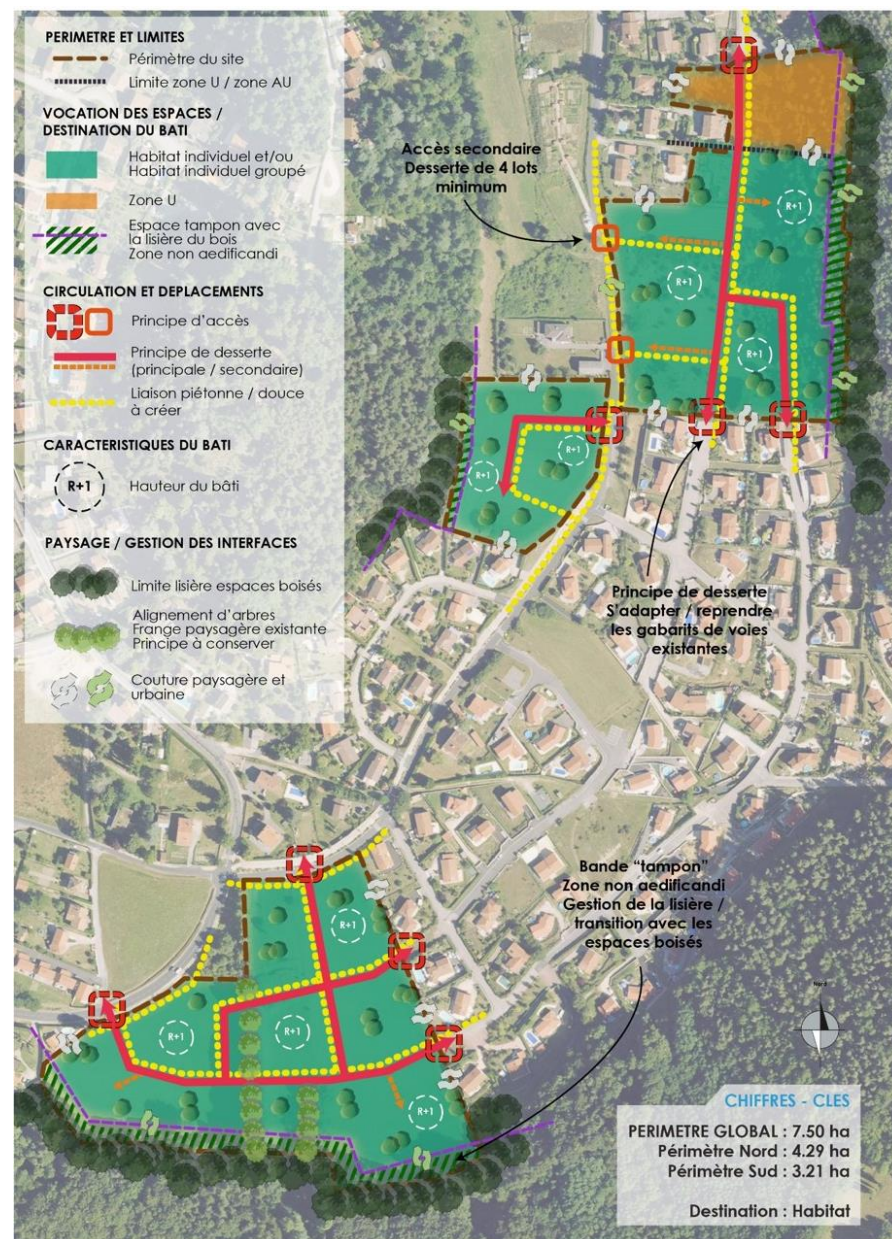 PERIMETRE ET LIMITES
Périmètre du site
Limite zone U / zone AU
VOCATION DES ESPACES /
DESTINATION DU BATI
Habitat individuel et/ou
Habitat individuel groupé
Zone U
Espace tampon avec
la lisière du bois
Zone non aedificandi
CIRCULATION ET DEPLACEMENTS
Principe d'accès
Principe de desserte
(principale / secondaire)
Liaison piétonne / douce
à créer
CARACTERISTIQUES DU BATI
R+1
Hauteur du bâti
PAYSAGE / GESTION DES INTERFACES
Limite lisière espaces boisés
Alignement d'arbres
Frange paysagère existante
Principe à conserver
Couture paysagère et
urbaine
Accès secondaire
Desserte de 4 lots
minimum
R+1
R+1
R+1
R+1
R+1
Principe de desserte
S'adapter / reprendre
les gabarits de voies
existantes
Bande "tampon"
Zone non aedificandi
Gestion de la lisière /
transition avec les
espaces boisés
R+1
R+1
R+1
R+1
Nord
CHIFFRES - CLES
PERIMETRE GLOBAL : 7.50 ha
Périmètre Nord : 4.29 ha
Périmètre Sud : 3.21 ha
Destination : Habitat